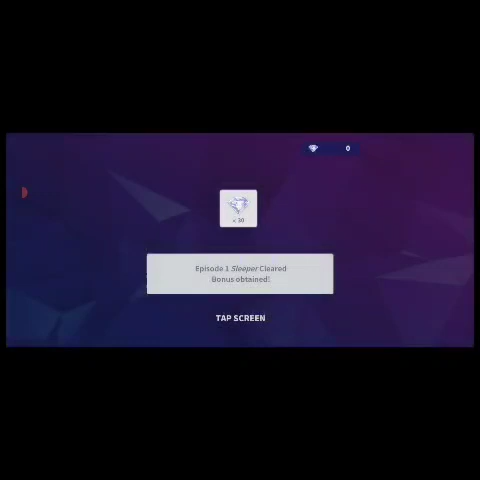 0
x 30
Episode 1 Sleeper Cleared
Bonus obtained!
TAP SCREEN